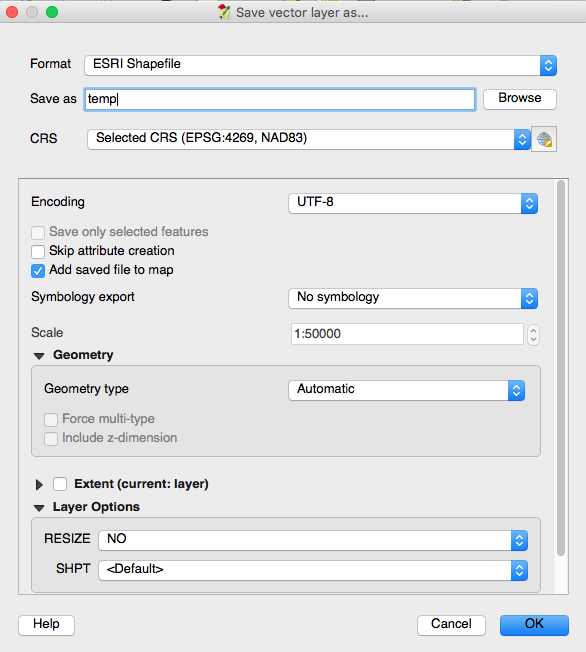 Save vector layer as...
Format ESRI Shapefile
Save as temp Browse
CRS Selected CRS (EPSG:4269, NAD83)
Encoding UTF-8
Save only selected features
Skip attribute creation
Add saved file to map
Symbology export No symbology
Scale 1:50000
Geometry
Geometry type Automatic
Force multi-type
Include z-dimension
Extent (current: layer)
Layer Options
RESIZE NO
SHPT <Default>
Help Cancel OK